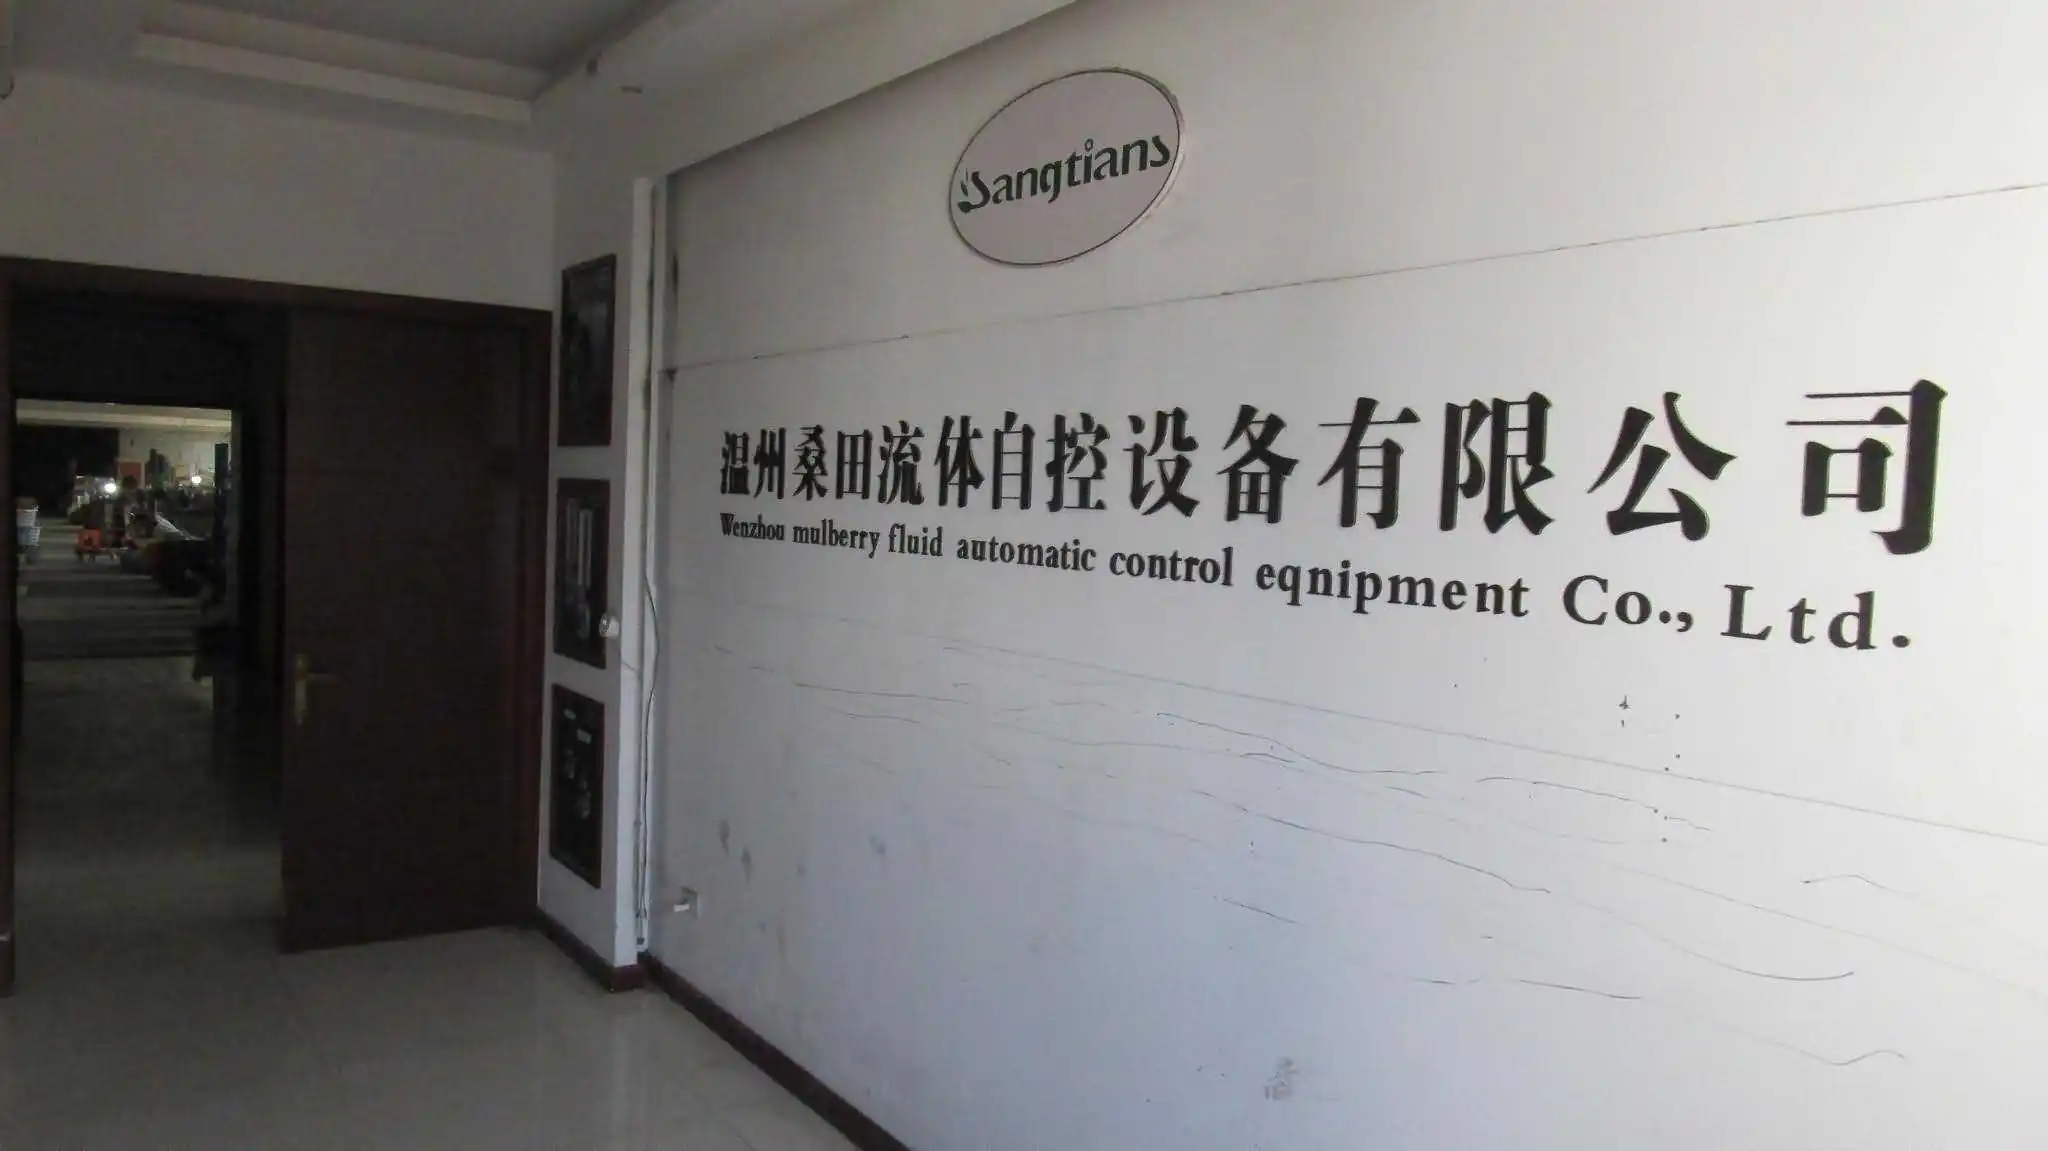 Sangtians
温州桑田流体自控设备有限公司
Wenzhou mulberry fluid automatic control eqnipment Co., Ltd.